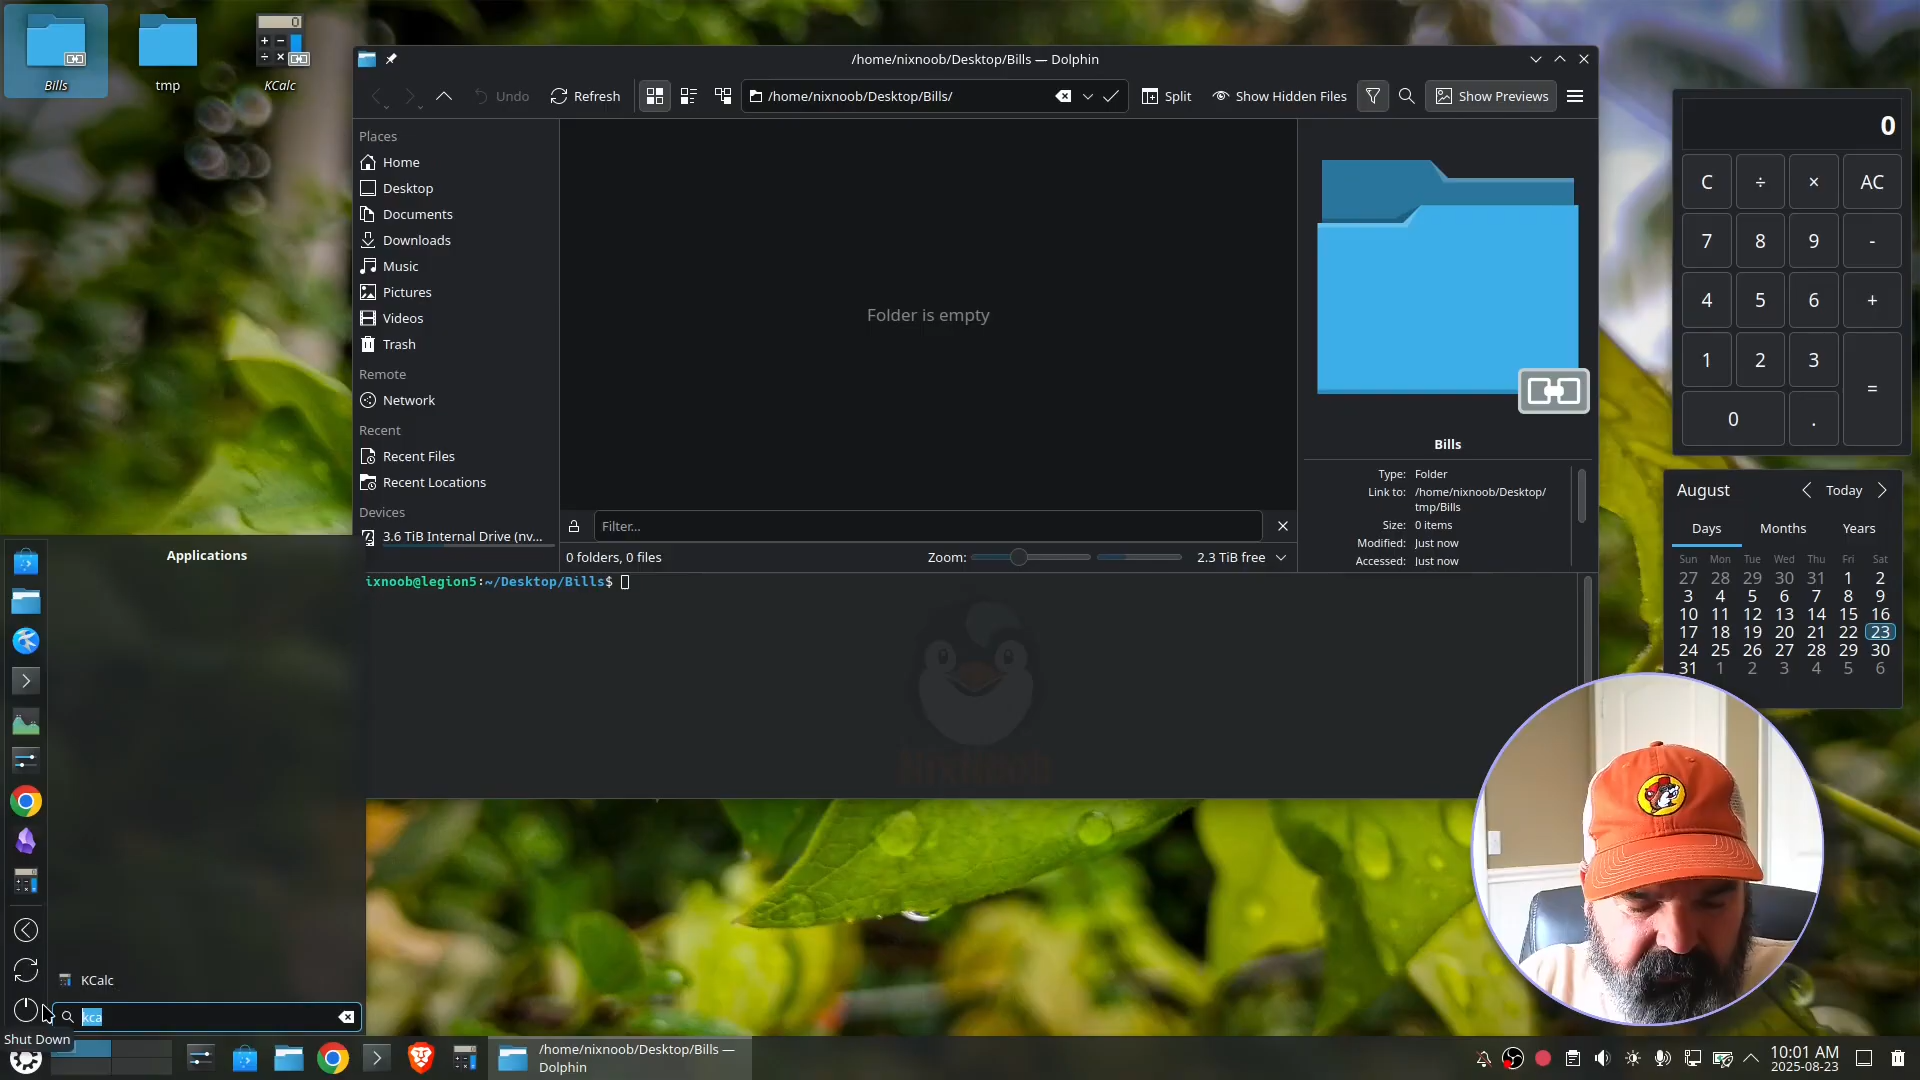 Bills
tmp
KCalc
/home/nixnoob/Desktop/Bills — Dolphin
Undo
Refresh
/home/nixnoob/Desktop/Bills/
Split
Show Hidden Files
Show Previews
Places
Home
Desktop
Documents
Downloads
Music
Pictures
Videos
Trash
Remote
Network
Recent
Recent Files
Recent Locations
Devices
3.6 TiB Internal Drive (nv...
Folder is empty
Filter...
0 folders, 0 files
Zoom:
2.3 TiB free
Bills
Type: Folder
Link to: /home/nixnoob/Desktop/
tmp/Bills
Size: 0 items
Modified: Just now
Accessed: Just now
ixnoob@legion5:~/Desktop/Bills$
nixnoob
0
C ÷ × AC
7 8 9 -
4 5 6 +
1 2 3 =
0 .
August
Today
Days Months Years
Sun Mon Tue Wed Thu Fri Sat
27 28 29 30 31 1 2
3 4 5 6 7 8 9
10 11 12 13 14 15 16
17 18 19 20 21 22 23
24 25 26 27 28 29 30
31 1 2 3 4 5 6
Applications
KCalc
kca
Shut Down
/home/nixnoob/Desktop/Bills —
Dolphin
10:01 AM
2025-08-23